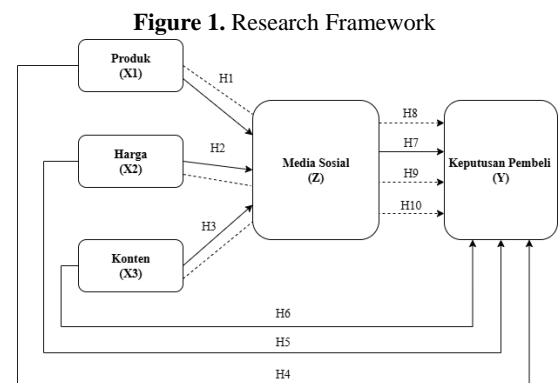 Figure 1. Research Framework
Produk
(X1)
H1
Harga
(X2)
H2
Konten
(X3)
H3
Media Sosial
(Z)
H8
H7
H9
H10
Keputusan Pembeli
(Y)
H6
H5
H4